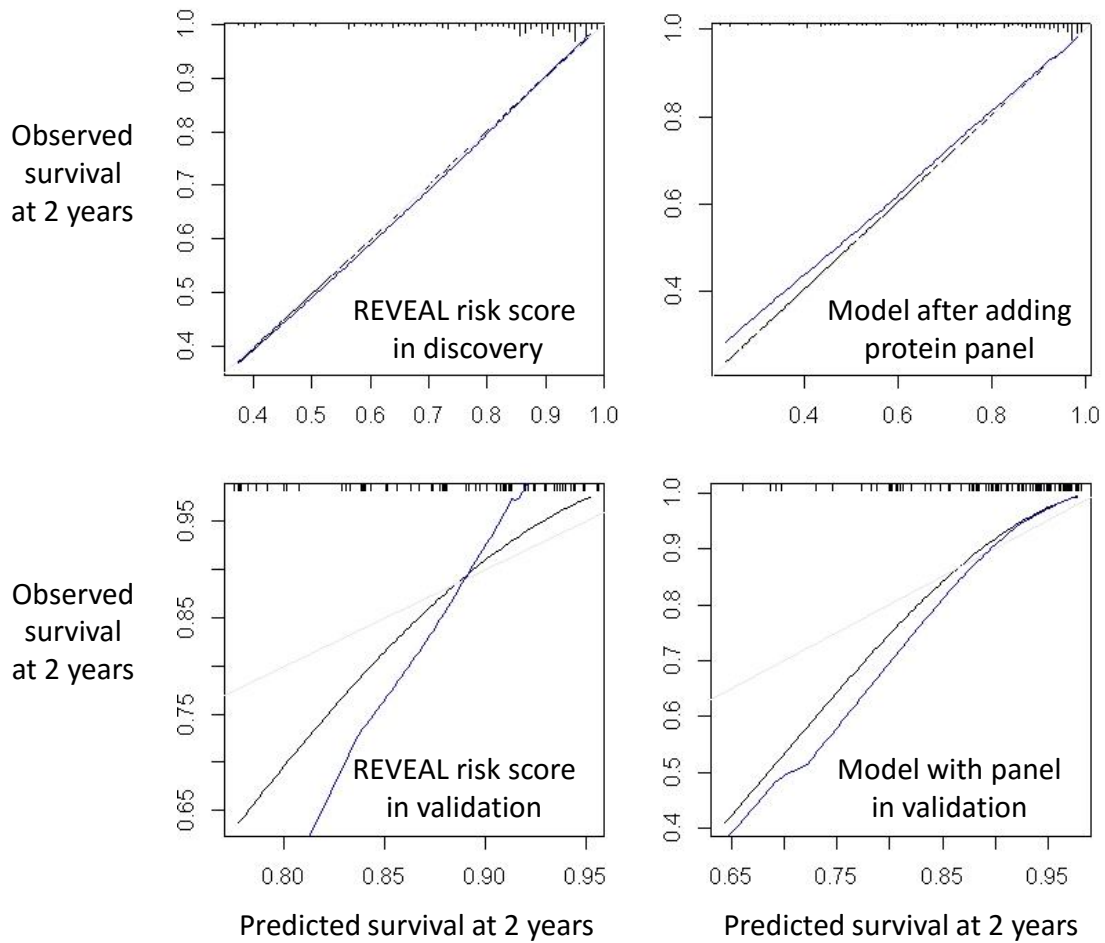 1.0
0.9
0.8
0.7
0.6
0.5
0.4
0.4 0.5 0.6 0.7 0.8 0.9 1.0
Observed
survival
at 2 years
REVEAL risk score
in discovery
1.0
0.8
0.6
0.4
0.4 0.6 0.8 1.0
Model after adding
protein panel
0.95
0.85
0.75
0.65
0.80 0.85 0.90 0.95
Observed
survival
at 2 years
REVEAL risk score
in validation
Predicted survival at 2 years
1.0
0.9
0.8
0.7
0.6
0.5
0.4
0.65 0.75 0.85 0.95
Model with panel
in validation
Predicted survival at 2 years